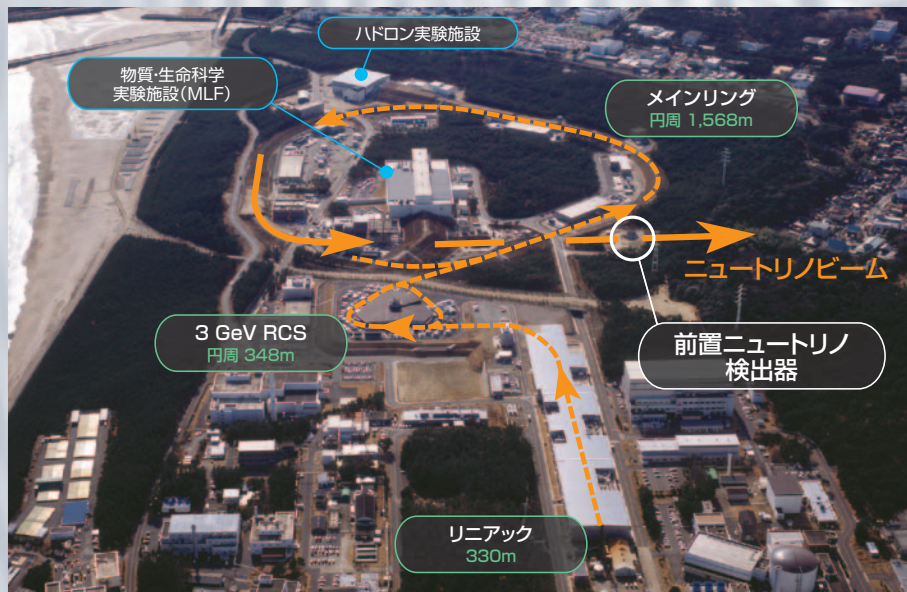 ハドロン実験施設
物質・生命科学
実験施設(MLF)
メインリング
円周 1,568m
ニュートリノビーム
3 GeV RCS
円周 348m
前置ニュートリノ
検出器
リニアック
330m